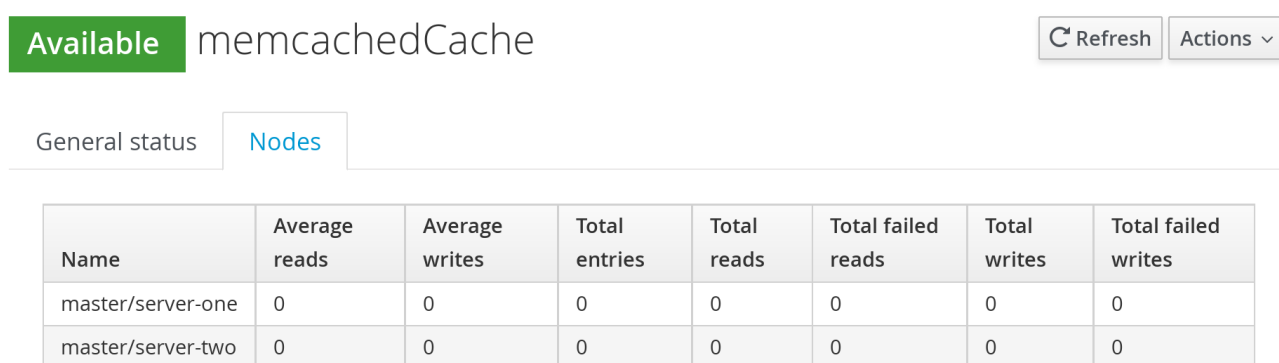 Available memcachedCache Refresh Actions
General status Nodes
Name Average reads Average writes Total entries Total reads Total failed reads Total writes Total failed writes
master/server-one 0 0 0 0 0 0 0
master/server-two 0 0 0 0 0 0 0